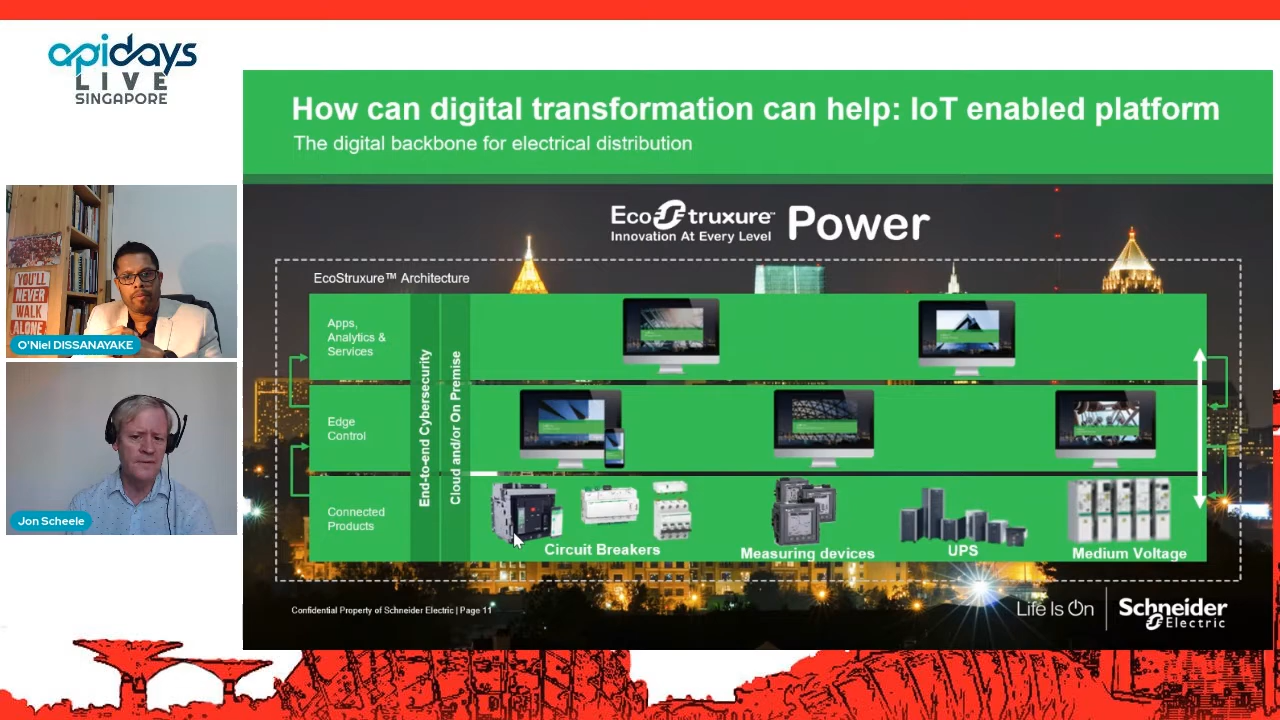 apidays
LIVE
SINGAPORE
How can digital transformation can help: IoT enabled platform
The digital backbone for electrical distribution
EcoStruxure™ Power
Innovation At Every Level
EcoStruxure™ Architecture
Apps,
Analytics &
Services
Edge
Control
Connected
Products
End-to-end Cybersecurity
Cloud and/or On Premise
Circuit Breakers
Measuring devices
UPS
Medium Voltage
Confidential Property of Schneider Electric | Page 11
Life Is On
Schneider
Electric
YOU'LL
NEVER
WALK
ALONE
O'Niel DISSANAYAKE
Jon Scheele